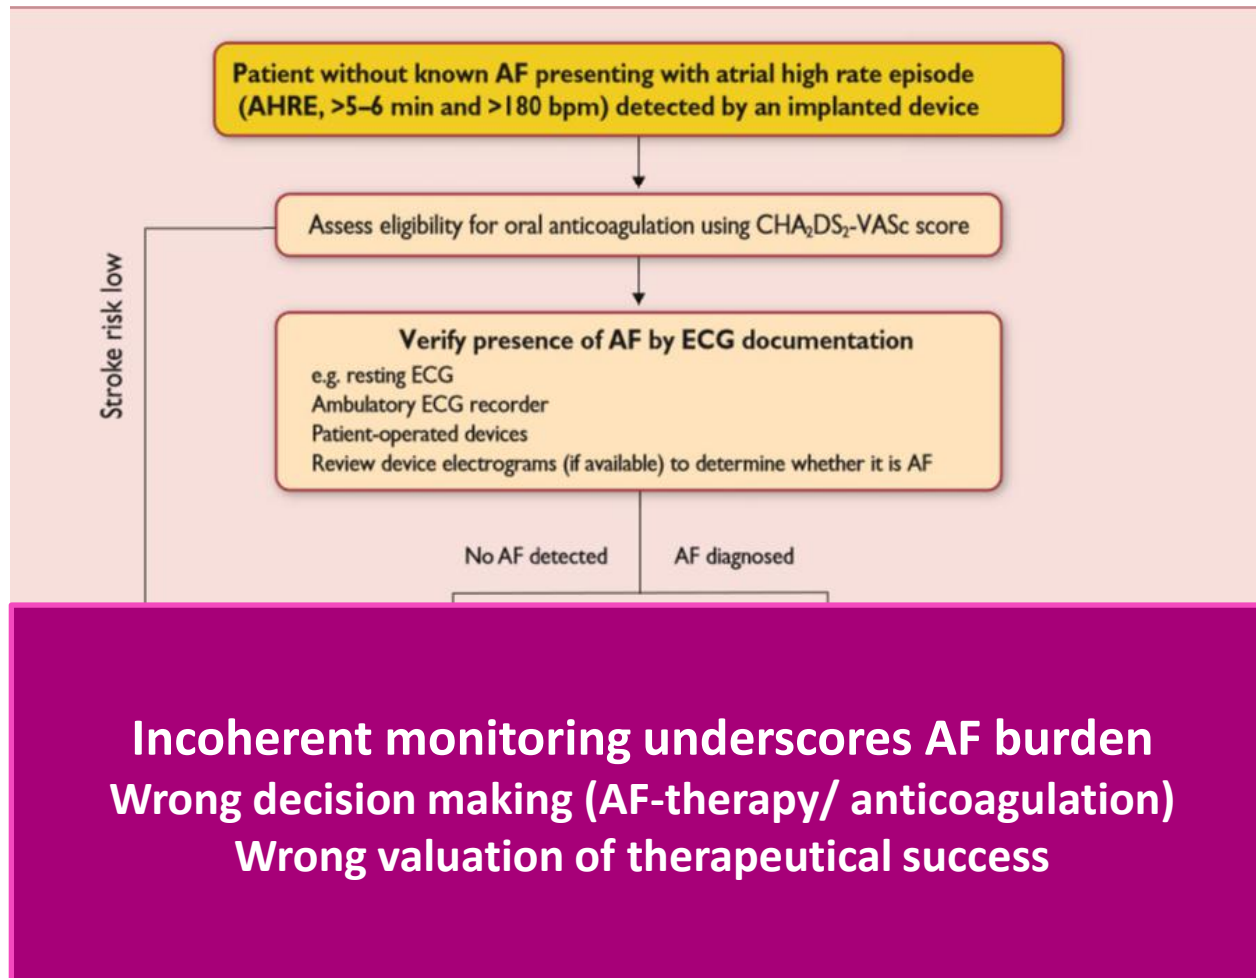 Patient without known AF presenting with atrial high rate episode
(AHRE, >5–6 min and >180 bpm) detected by an implanted device
Assess eligibility for oral anticoagulation using CHA₂DS₂-VASc score
Stroke risk low
Verify presence of AF by ECG documentation
e.g. resting ECG
Ambulatory ECG recorder
Patient-operated devices
Review device electrograms (if available) to determine whether it is AF
No AF detected
AF diagnosed
Incoherent monitoring underscores AF burden
Wrong decision making (AF-therapy/ anticoagulation)
Wrong valuation of therapeutical success